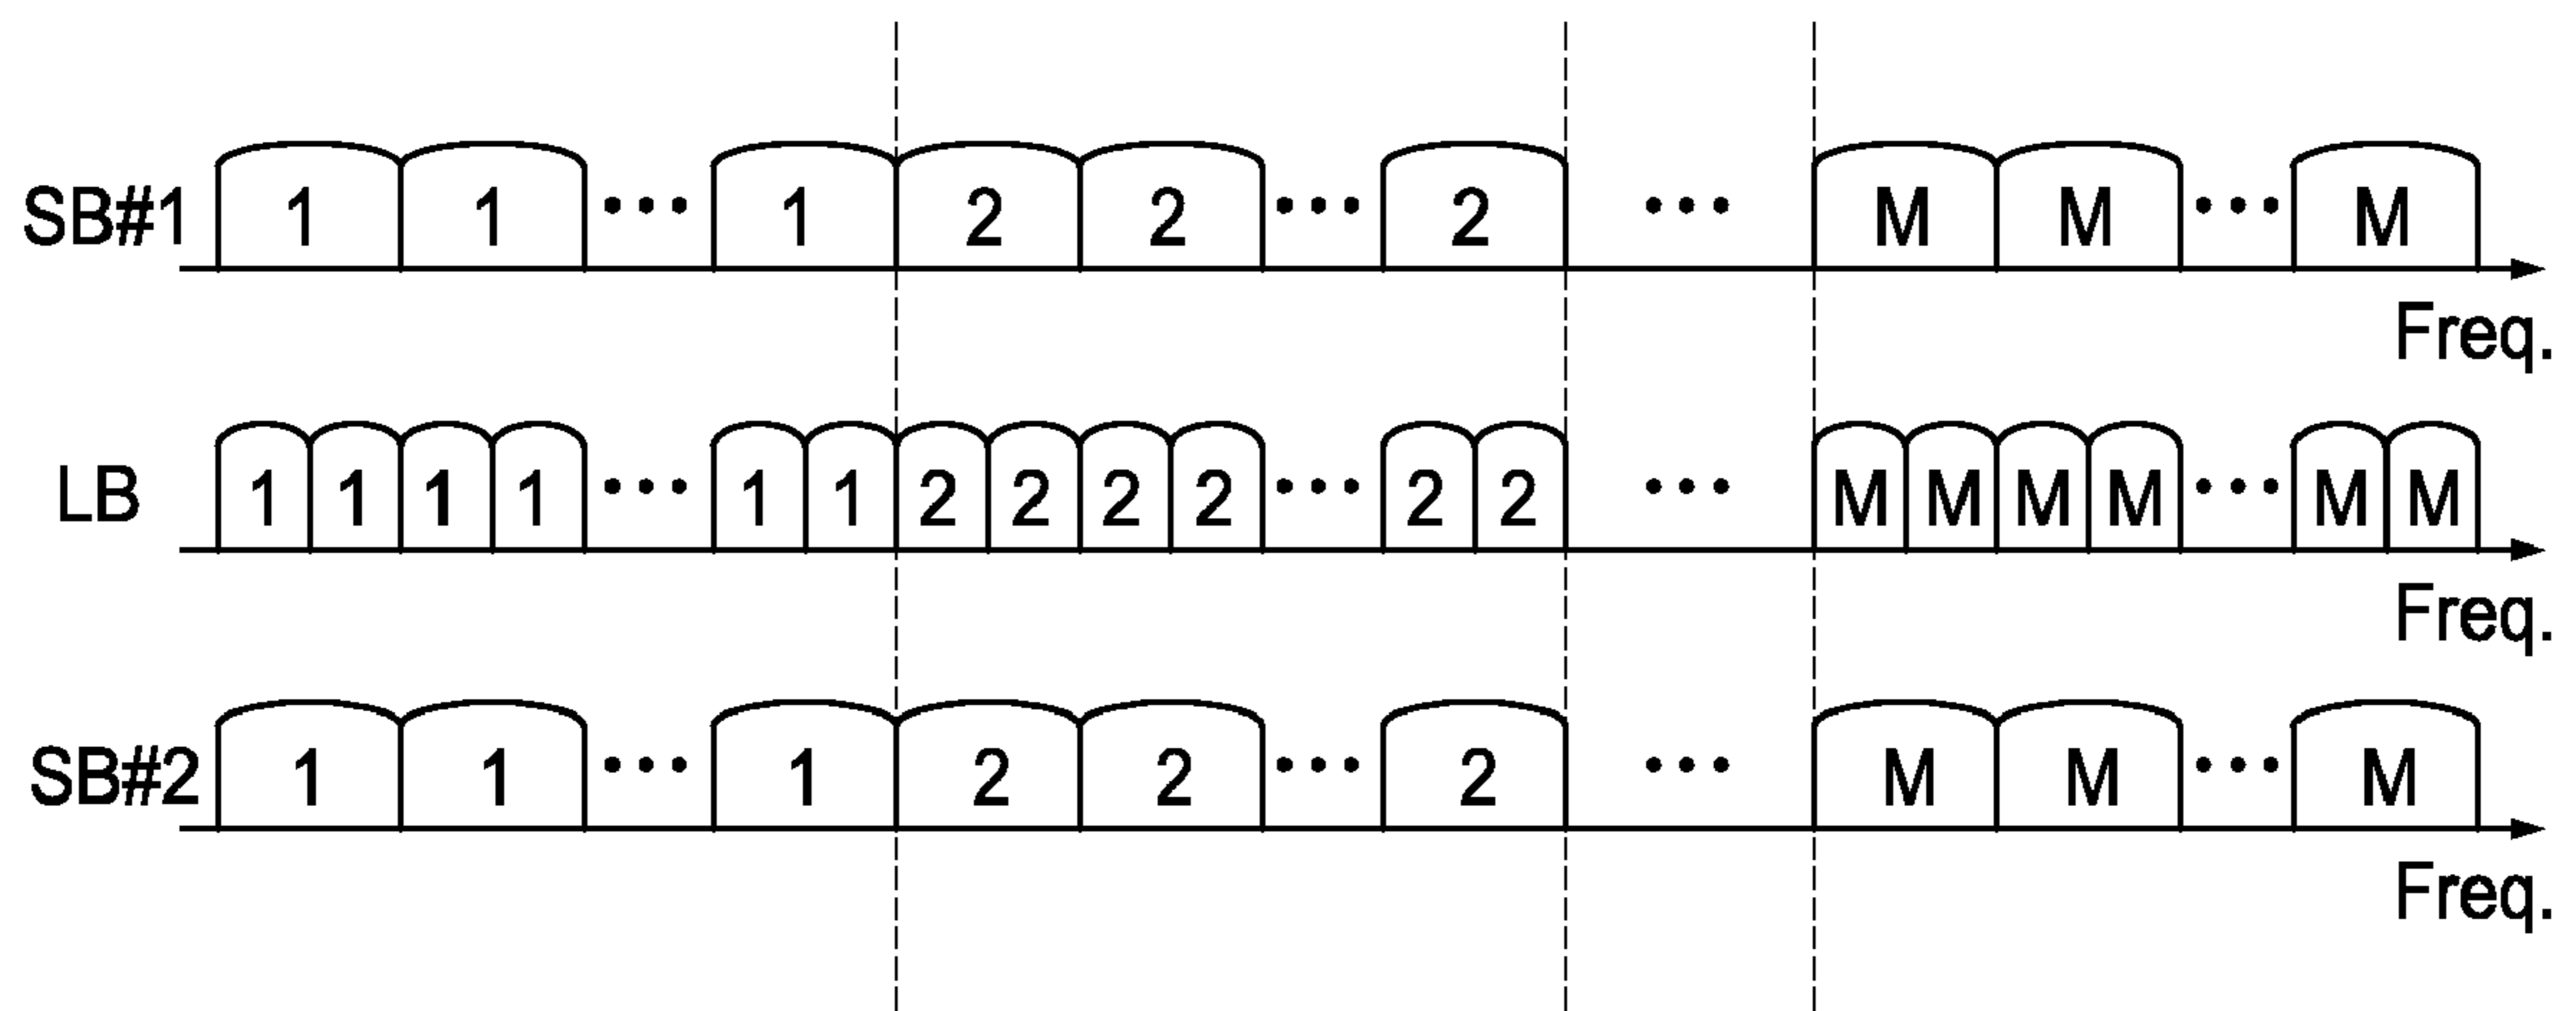 SB#1 1 1 ••• 1 2 2 ••• 2 ••• M M ••• M
Freq.
LB 1 1 1 1 ••• 1 1 2 2 2 2 ••• 2 2 ••• M M M M ••• M M
Freq.
SB#2 1 1 ••• 1 2 2 ••• 2 ••• M M ••• M
Freq.